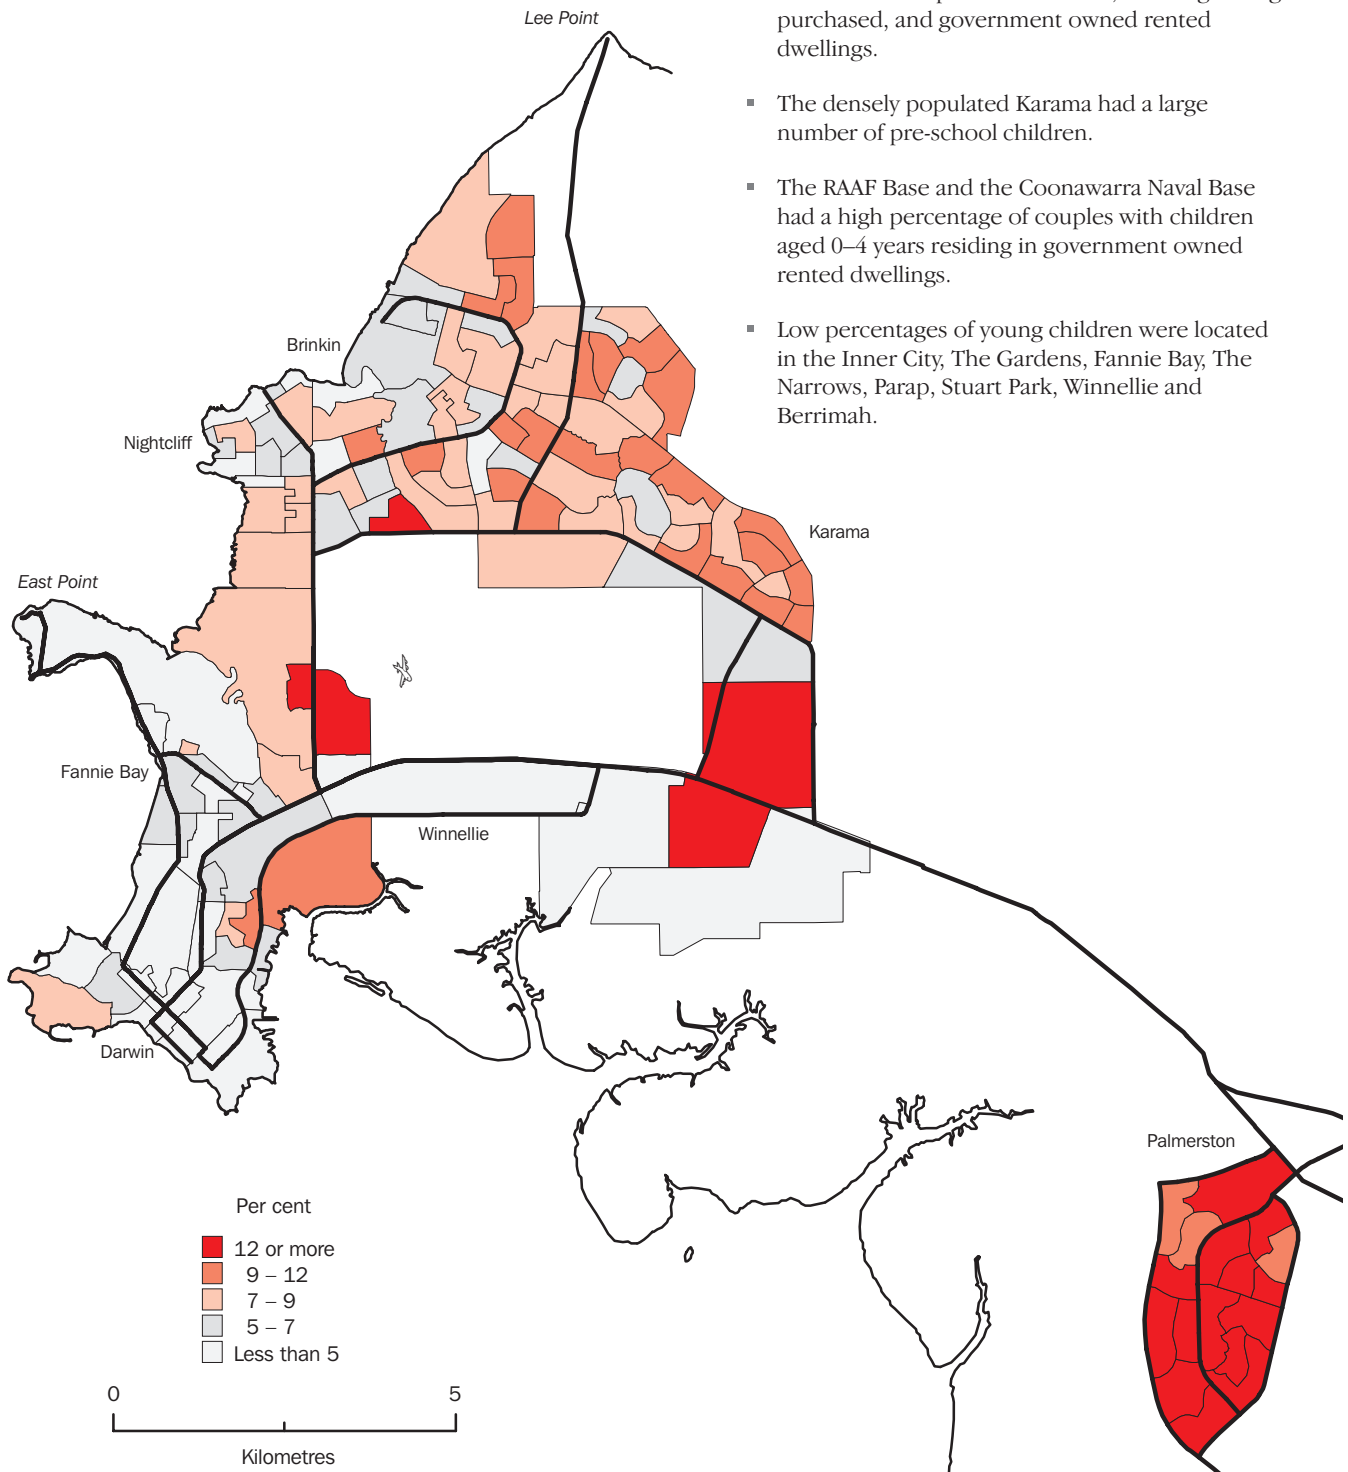 Lee Point
purchased, and government owned rented
dwellings.
▪ The densely populated Karama had a large
number of pre-school children.
▪ The RAAF Base and the Coonawarra Naval Base
had a high percentage of couples with children
aged 0–4 years residing in government owned
rented dwellings.
▪ Low percentages of young children were located
in the Inner City, The Gardens, Fannie Bay, The
Narrows, Parap, Stuart Park, Winnellie and
Berrimah.
Brinkin
Nightcliff
Karama
East Point
Fannie Bay
Winnellie
Darwin
Palmerston
Per cent
12 or more
9 – 12
7 – 9
5 – 7
Less than 5
0 5
Kilometres